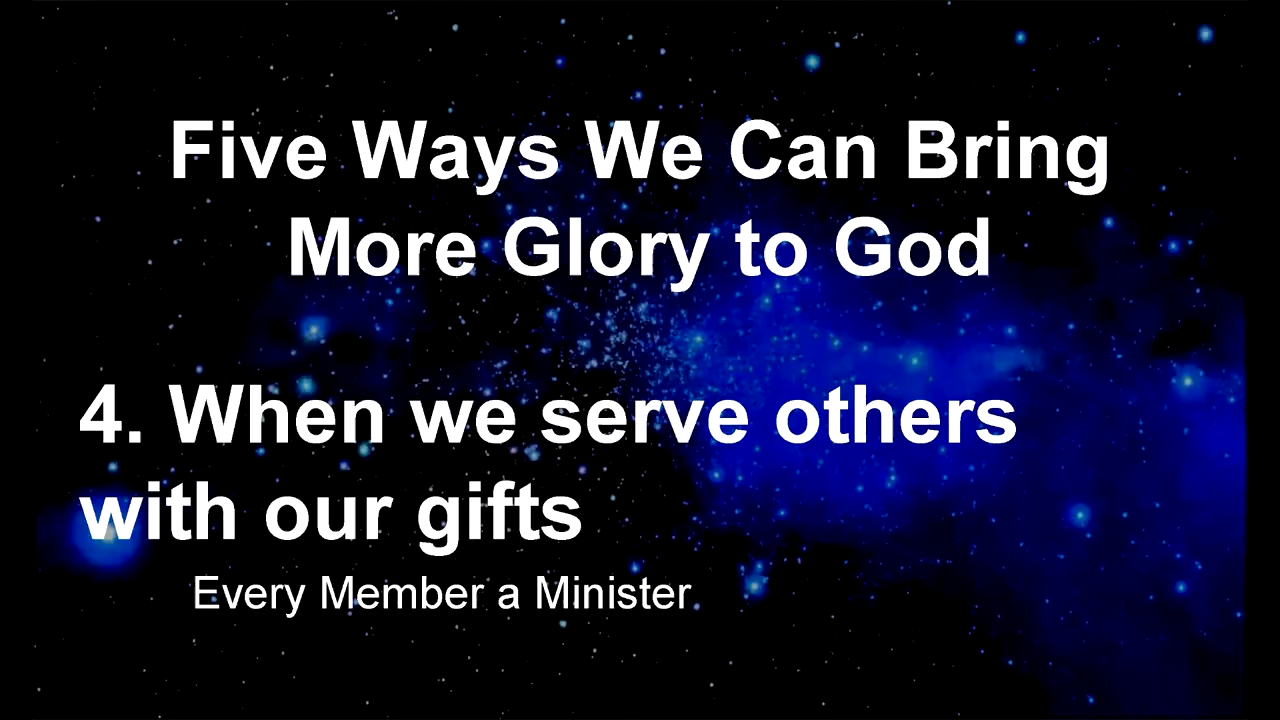 Five Ways We Can Bring
More Glory to God
4. When we serve others
with our gifts
Every Member a Minister